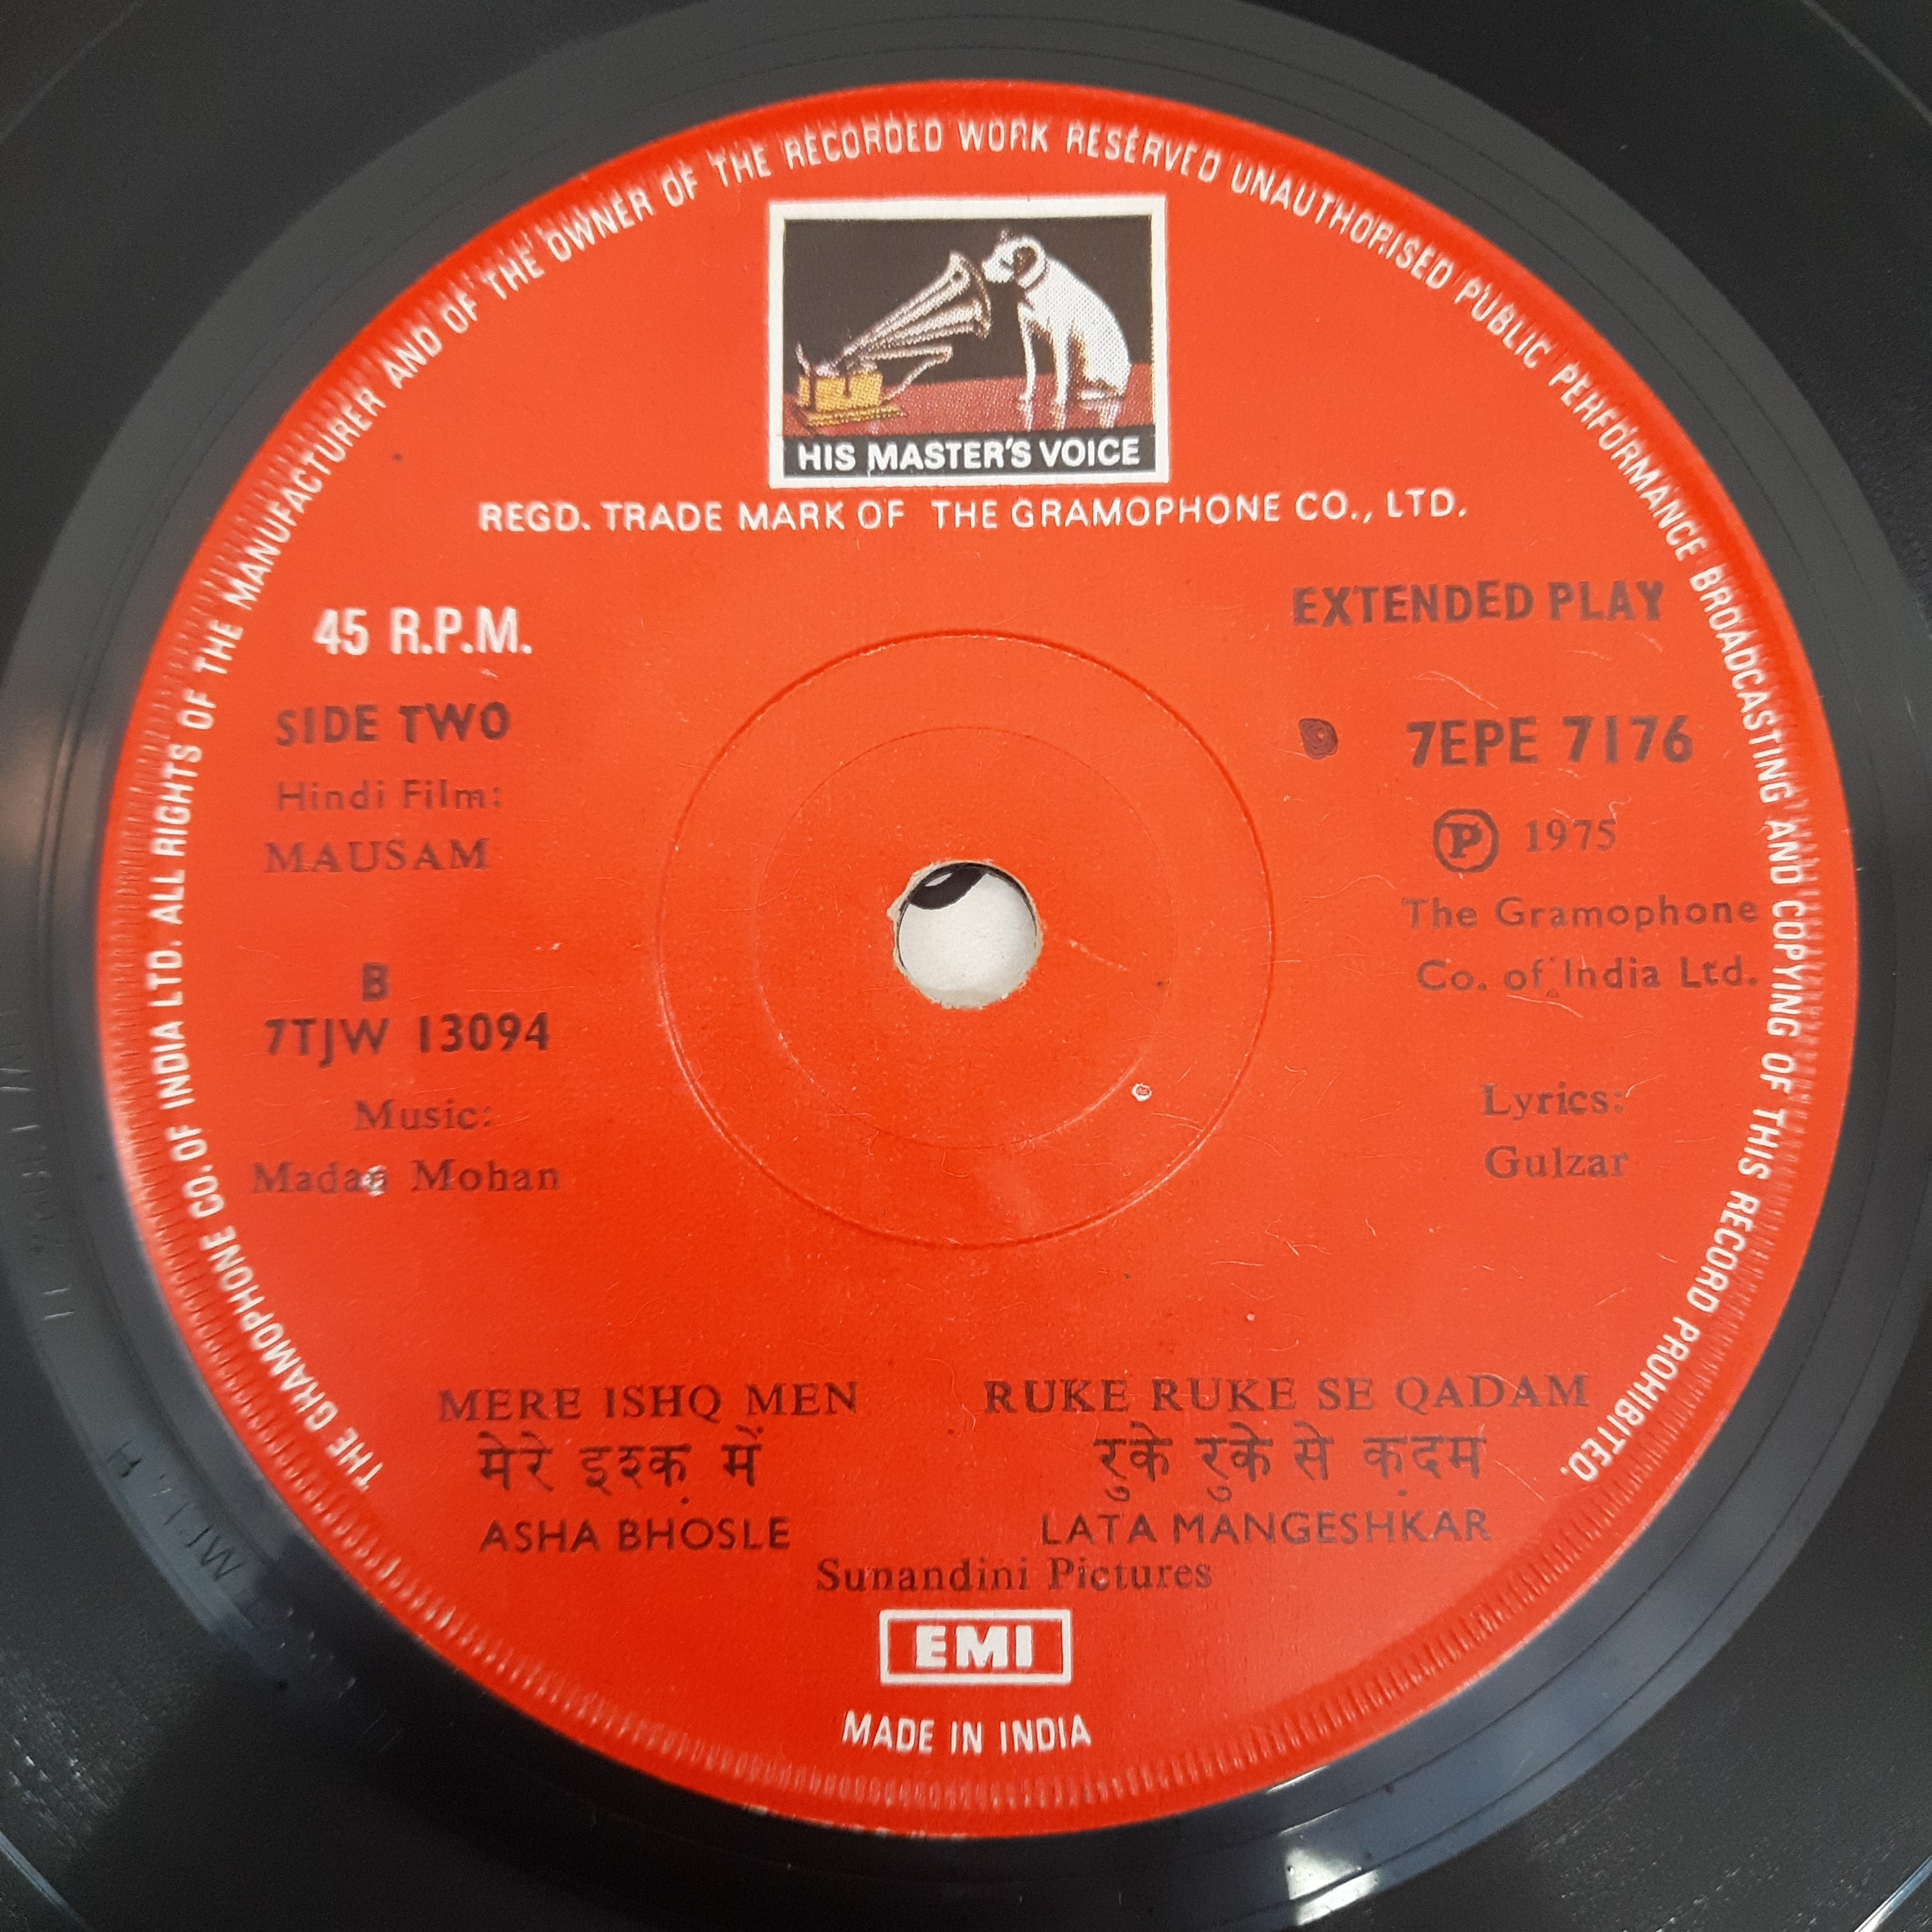 THE GRAMOPHONE CO. OF INDIA LTD. ALL RIGHTS OF THE MANUFACTURER AND OF THE OWNER OF THE RECORDED WORK RESERVED UNAUTHORISED PUBLIC PERFORMANCE BROADCASTING AND COPYING OF THIS RECORD PROHIBITED.
HIS MASTER'S VOICE
REGD. TRADE MARK OF THE GRAMOPHONE CO., LTD.
45 R.P.M.
EXTENDED PLAY
SIDE TWO
7EPE 7176
Hindi Film:
MAUSAM
Ⓟ 1975
The Gramophone
Co. of India Ltd.
B
7TJW 13094
Music:
Madan Mohan
Lyrics:
Gulzar
MERE ISHQ MEN
मेरे इश्क़ में
ASHA BHOSLE
RUKE RUKE SE QADAM
रुके रुके से क़दम
LATA MANGESHKAR
Sunandini Pictures
EMI
MADE IN INDIA